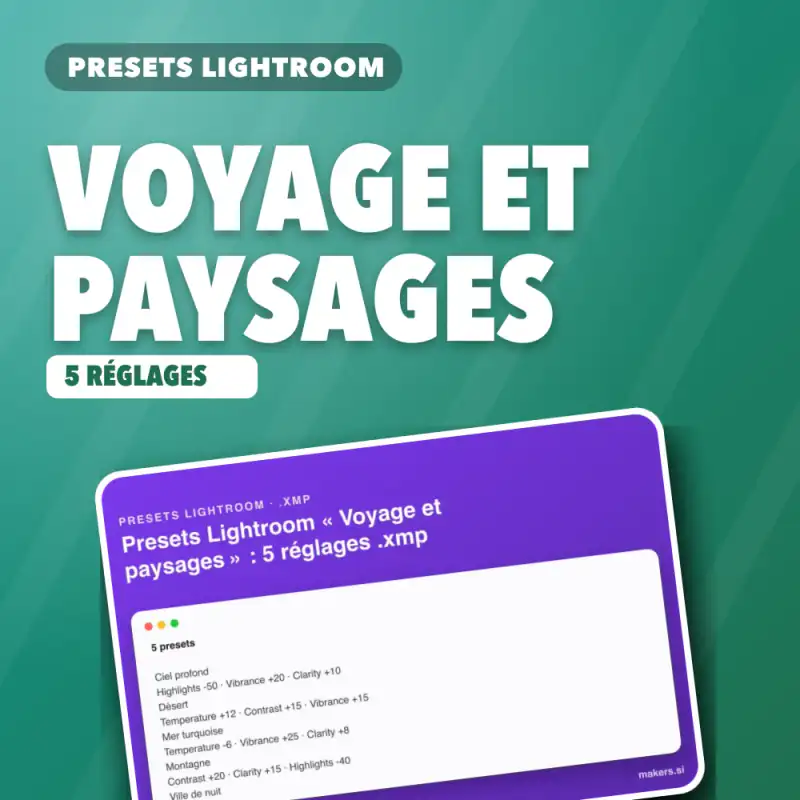 PRESETS LIGHTROOM
VOYAGE ET
PAYSAGES
5 RÉGLAGES
PRESETS LIGHTROOM · .XMP
Presets Lightroom « Voyage et
paysages » : 5 réglages .xmp
5 presets
Ciel profond
Highlights -50 · Vibrance +20 · Clarity +10
Désert
Temperature +12 · Contrast +15 · Vibrance +15
Mer turquoise
Temperature -6 · Vibrance +25 · Clarity +8
Montagne
Contrast +20 · Clarity +15 · Highlights -40
Ville de nuit
makers.si